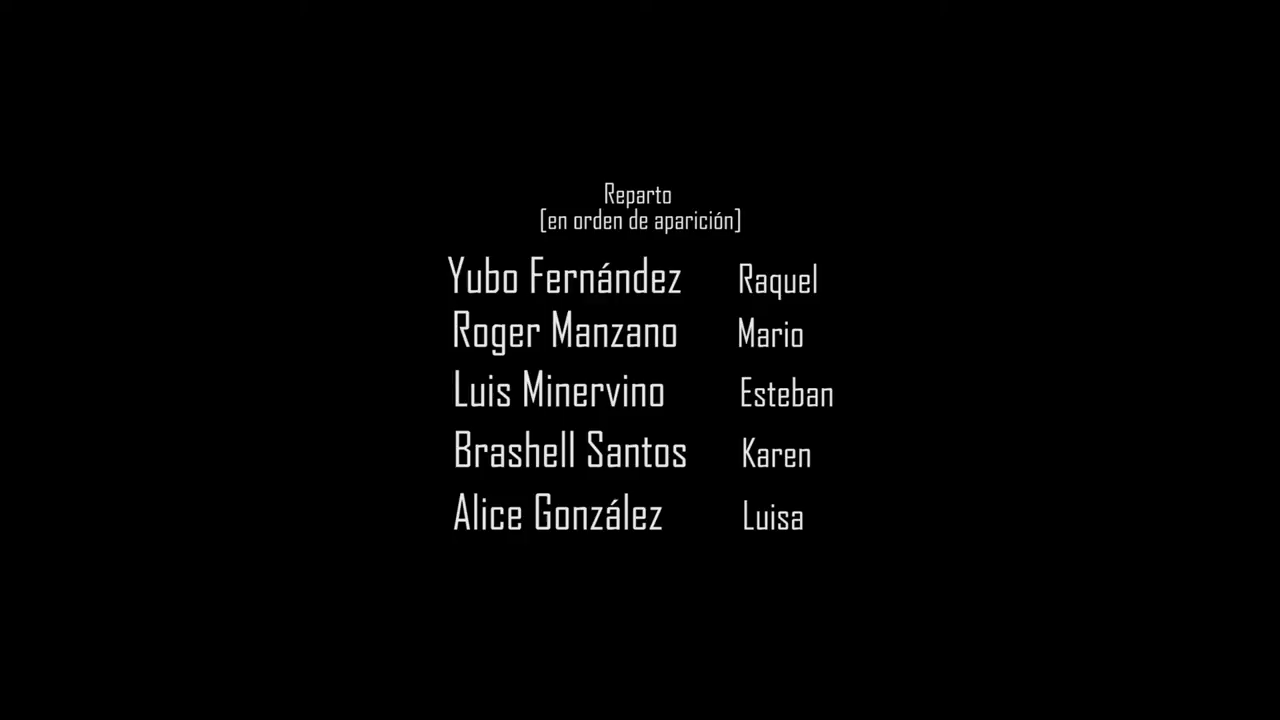 Reparto
[en orden de aparición]
Yubo Fernández Raquel
Roger Manzano Mario
Luis Minervino Esteban
Brashell Santos Karen
Alice González Luisa